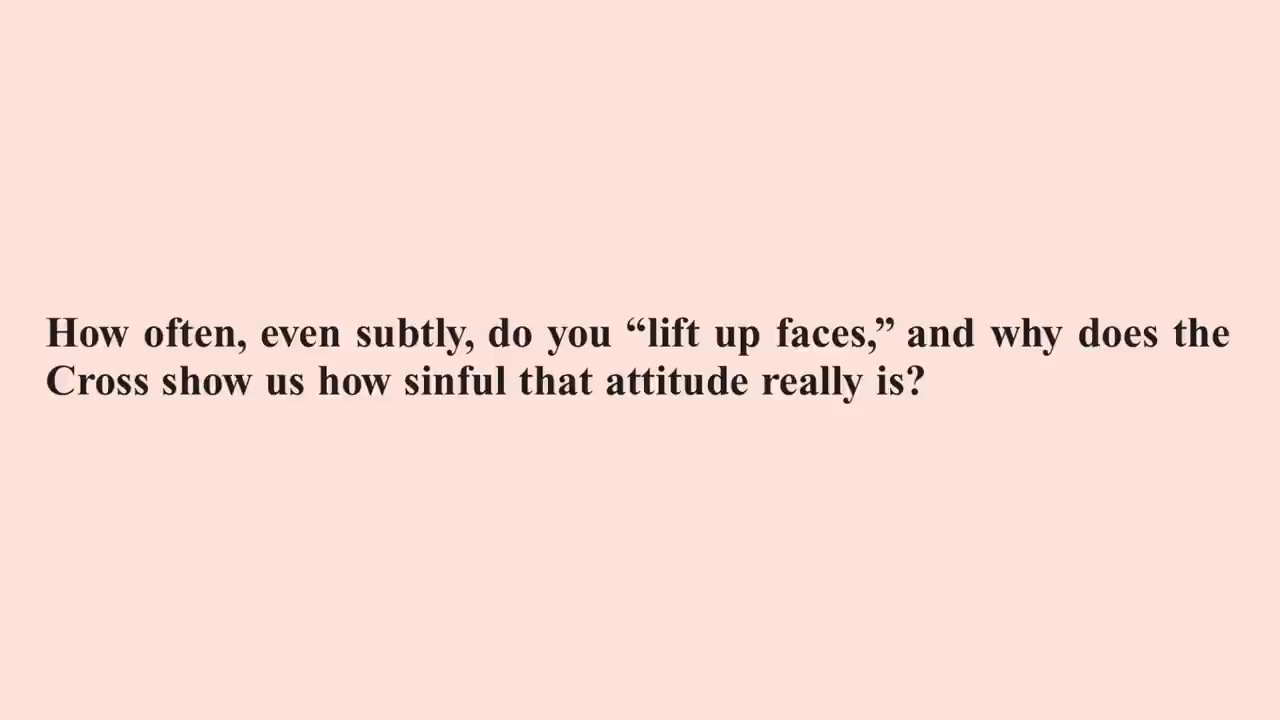 How often, even subtly, do you “lift up faces,” and why does the
Cross show us how sinful that attitude really is?